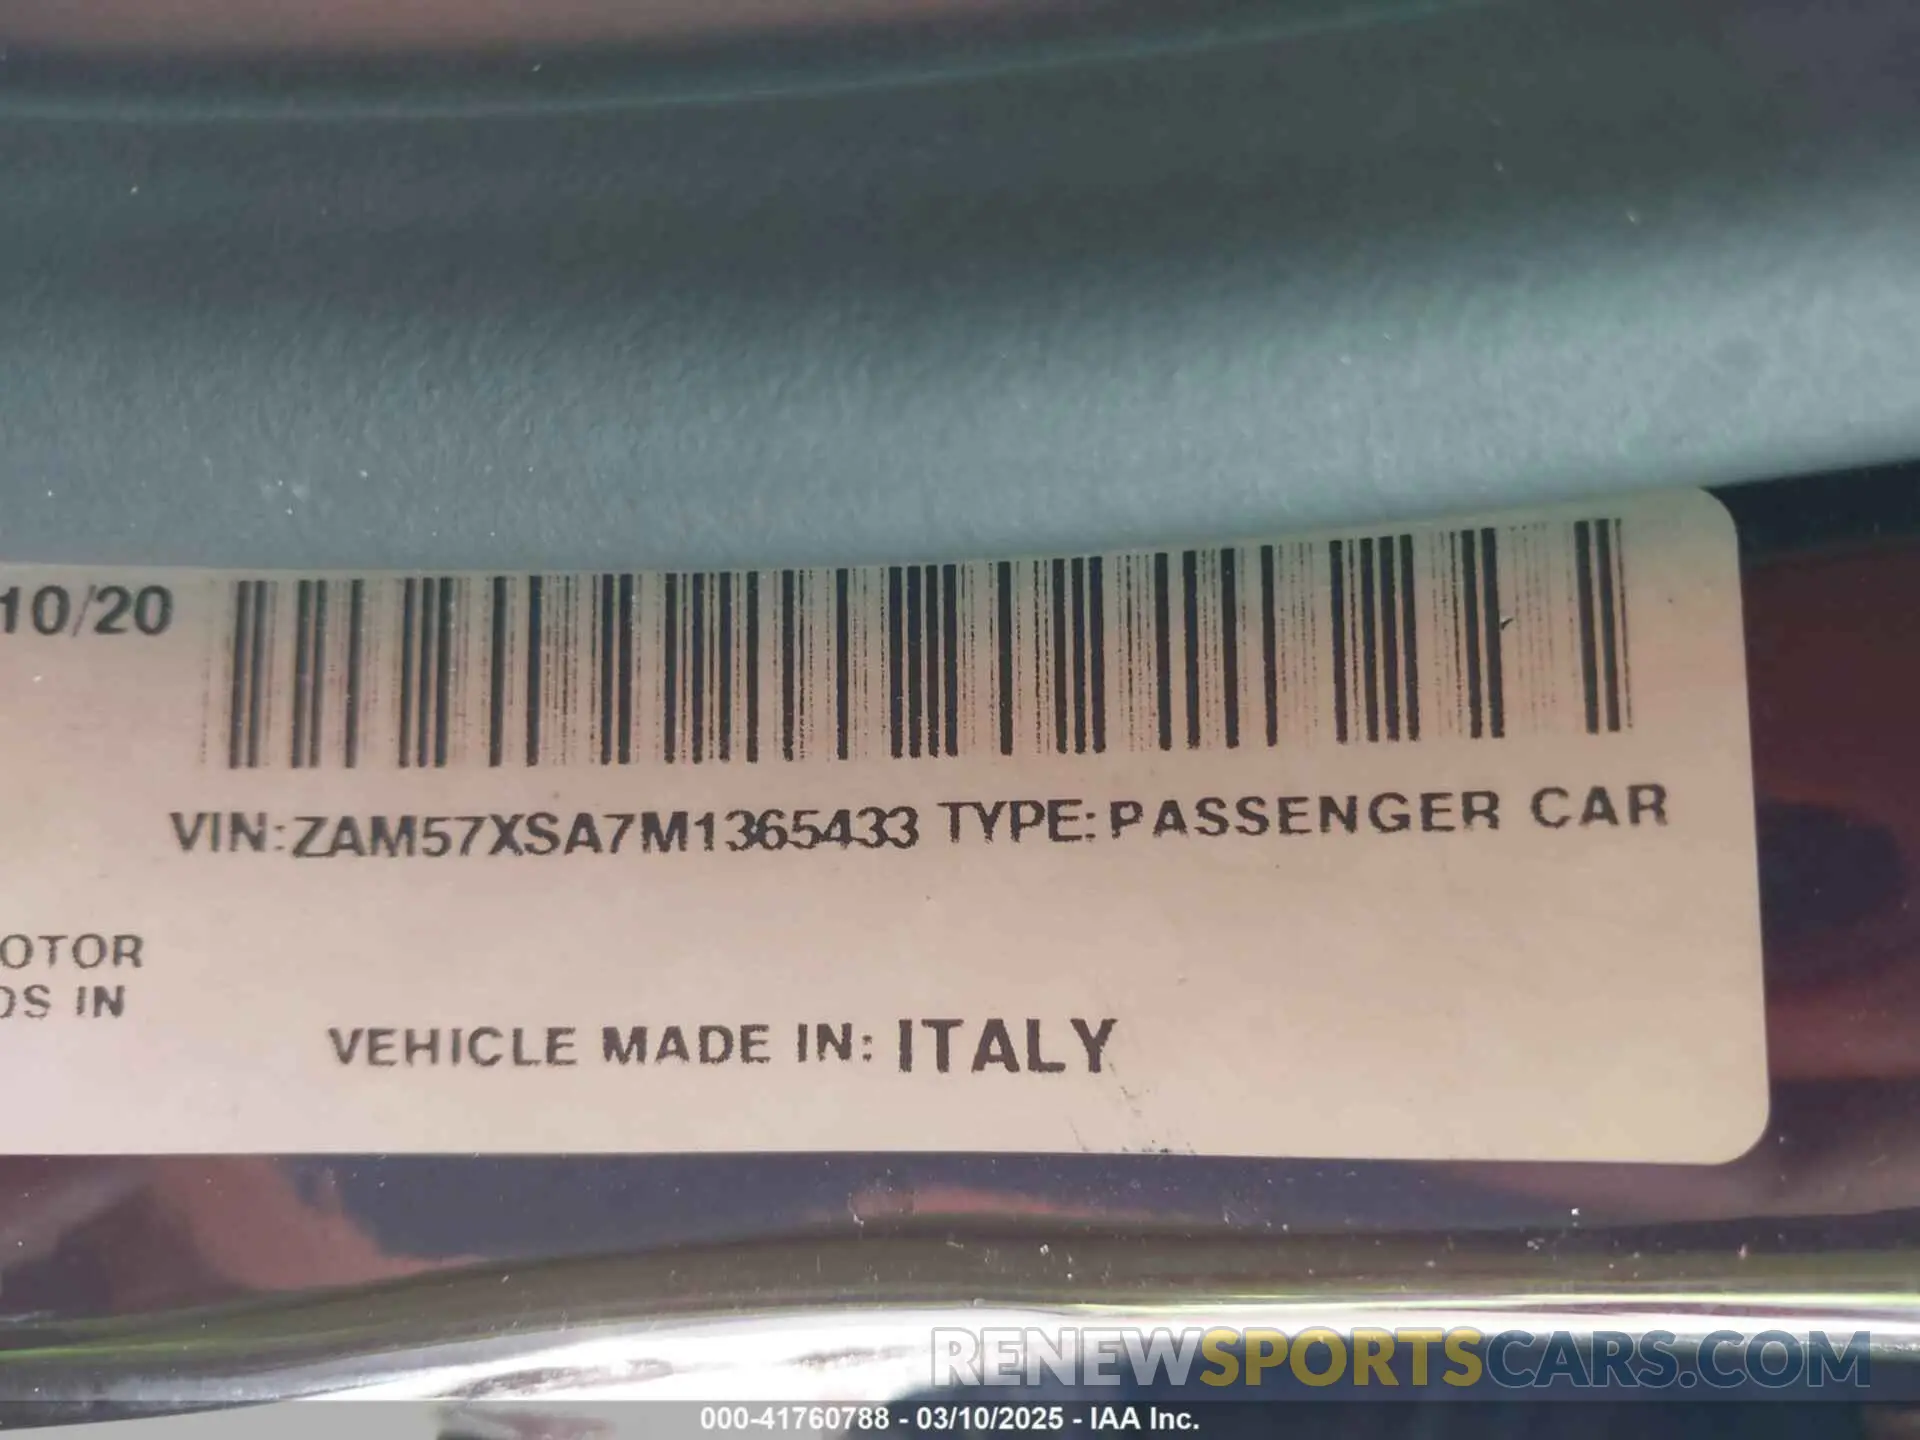 10/20
VIN:ZAM57XSA7M1365433 TYPE:PASSENGER CAR
OTOR
DS IN
VEHICLE MADE IN: ITALY
RENEWSPORTSCARS.COM
000-41760788 - 03/10/2025 - IAA Inc.